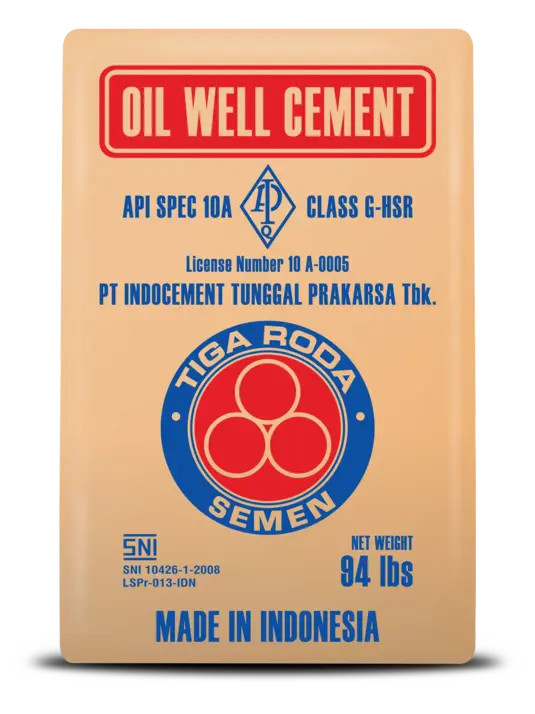 OIL WELL CEMENT
API SPEC 10A
CLASS G-HSR
License Number 10 A-0005
PT INDOCEMENT TUNGGAL PRAKARSA Tbk.
TIGA RODA
SEMEN
SNI
SNI 10426-1-2008
LSPr-013-IDN
NET WEIGHT
94 lbs
MADE IN INDONESIA